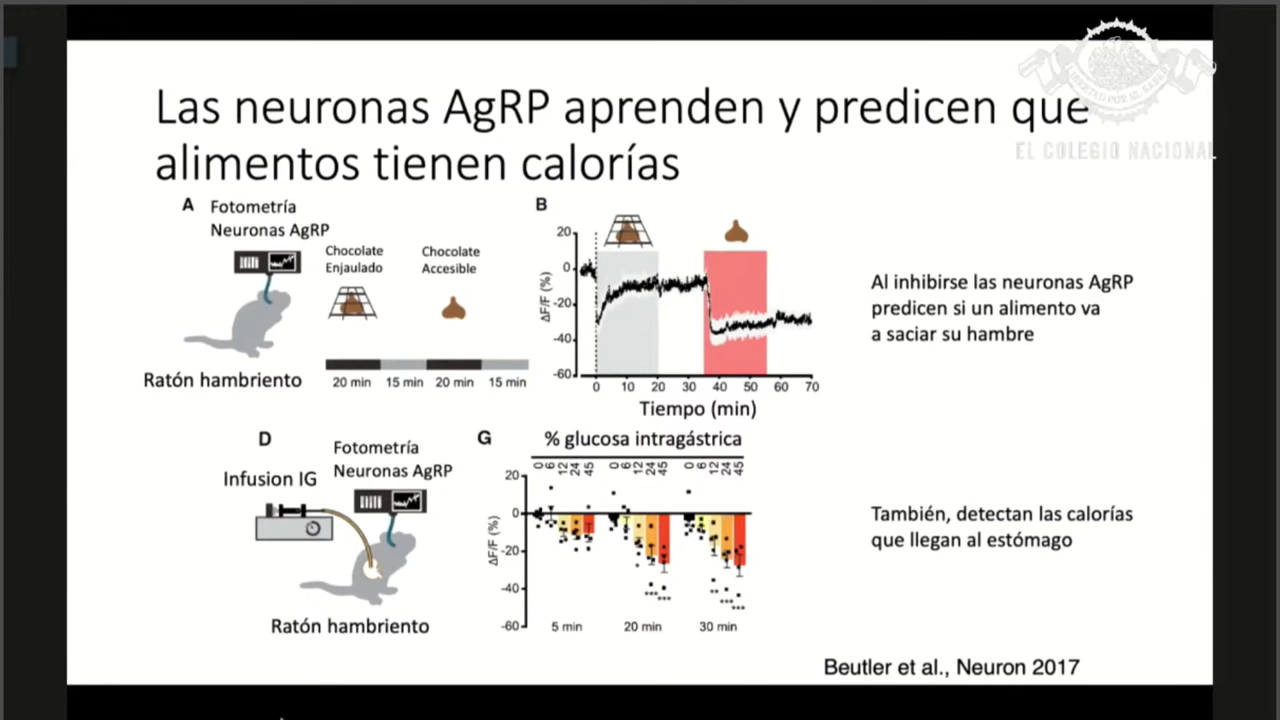 Las neuronas AgRP aprenden y predicen que
alimentos tienen calorías
EL COLEGIO NACIONAL
A
Fotometría
Neuronas AgRP
Chocolate
Enjaulado
Chocolate
Accesible
20 min
15 min
20 min
15 min
Ratón hambriento
B
20
0
-20
-40
-60
ΔF/F (%)
0 10 20 30 40 50 60 70
Tiempo (min)
Al inhibirse las neuronas AgRP
predicen si un alimento va
a saciar su hambre
D
Fotometría
Neuronas AgRP
Infusion IG
Ratón hambriento
G
% glucosa intragástrica
0 6 12 24 45 0 6 12 24 45 0 6 12 24 45
20
0
-20
-40
-60
ΔF/F (%)
5 min
20 min
30 min
También, detectan las calorías
que llegan al estómago
Beutler et al., Neuron 2017